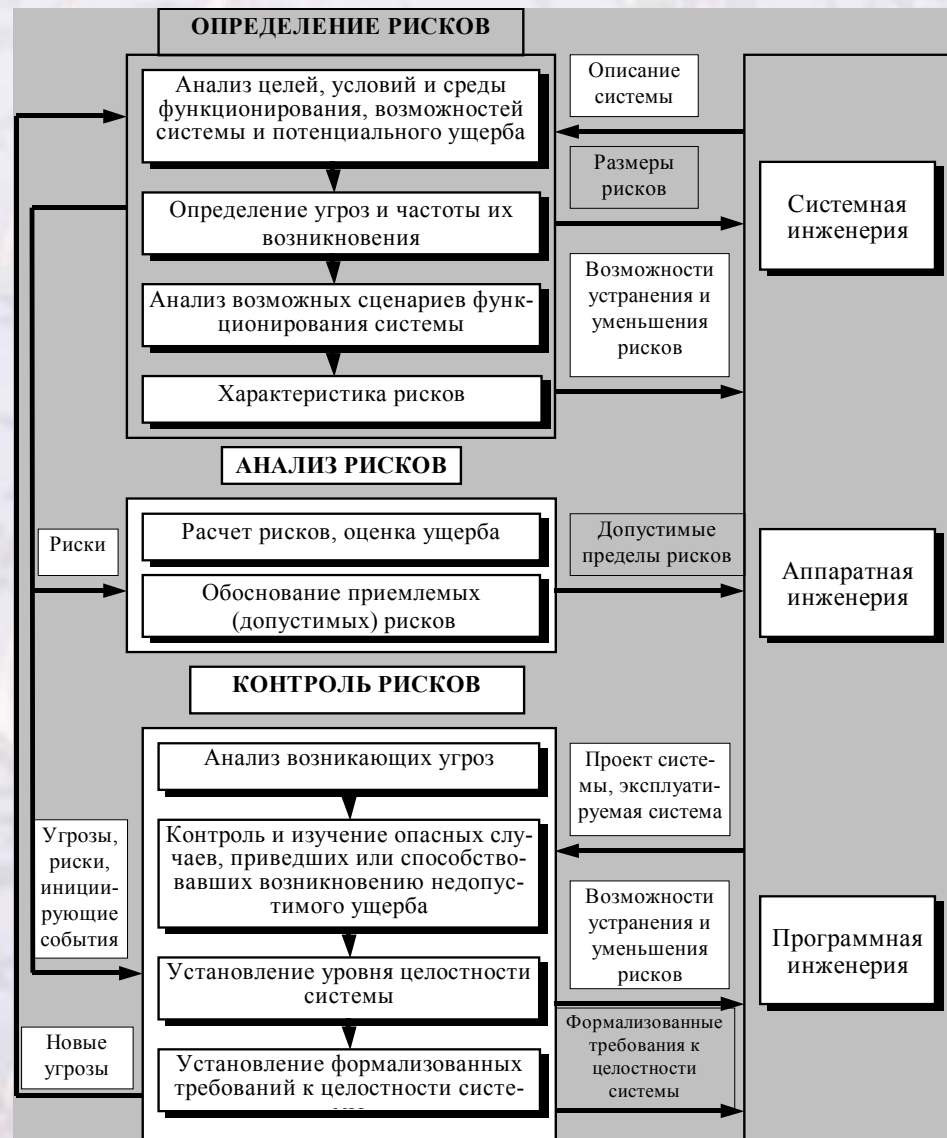 ОПРЕДЕЛЕНИЕ РИСКОВ
Анализ целей, условий и среды
функционирования, возможностей
системы и потенциального ущерба
Описание
системы
Размеры
рисков
Определение угроз и частоты их
возникновения
Системная
инженерия
Анализ возможных сценариев функ-
ционирования системы
Возможности
устранения и
уменьшения
рисков
Характеристика рисков
АНАЛИЗ РИСКОВ
Риски
Расчет рисков, оценка ущерба
Обоснование приемлемых
(допустимых) рисков
Допустимые
пределы рисков
Аппаратная
инженерия
КОНТРОЛЬ РИСКОВ
Анализ возникающих угроз
Проект систе-
мы, эксплуати-
руемая система
Угрозы,
риски,
иниции-
рующие
события
Контроль и изучение опасных слу-
чаев, приведших или способство-
вавших возникновению недопус-
тимого ущерба
Возможности
устранения и
уменьшения
рисков
Программная
инженерия
Установление уровня целостности
системы
Новые
угрозы
Установление формализованных
требований к целостности систе-
Формализованные
требования к
целостности
системы